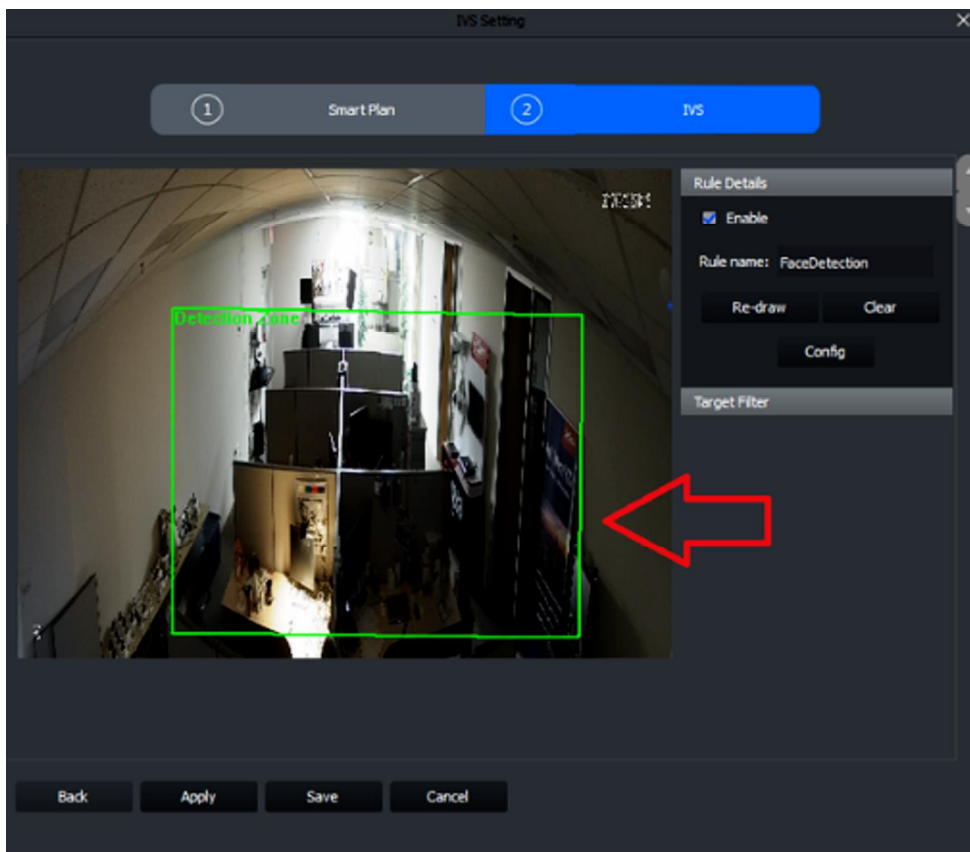 IVS Setting
1 Smart Plan 2 IVS
Rule Details
Enable
Rule name: FaceDetection
Re-draw Clear
Config
Target Filter
Detection Zone
Back Apply Save Cancel